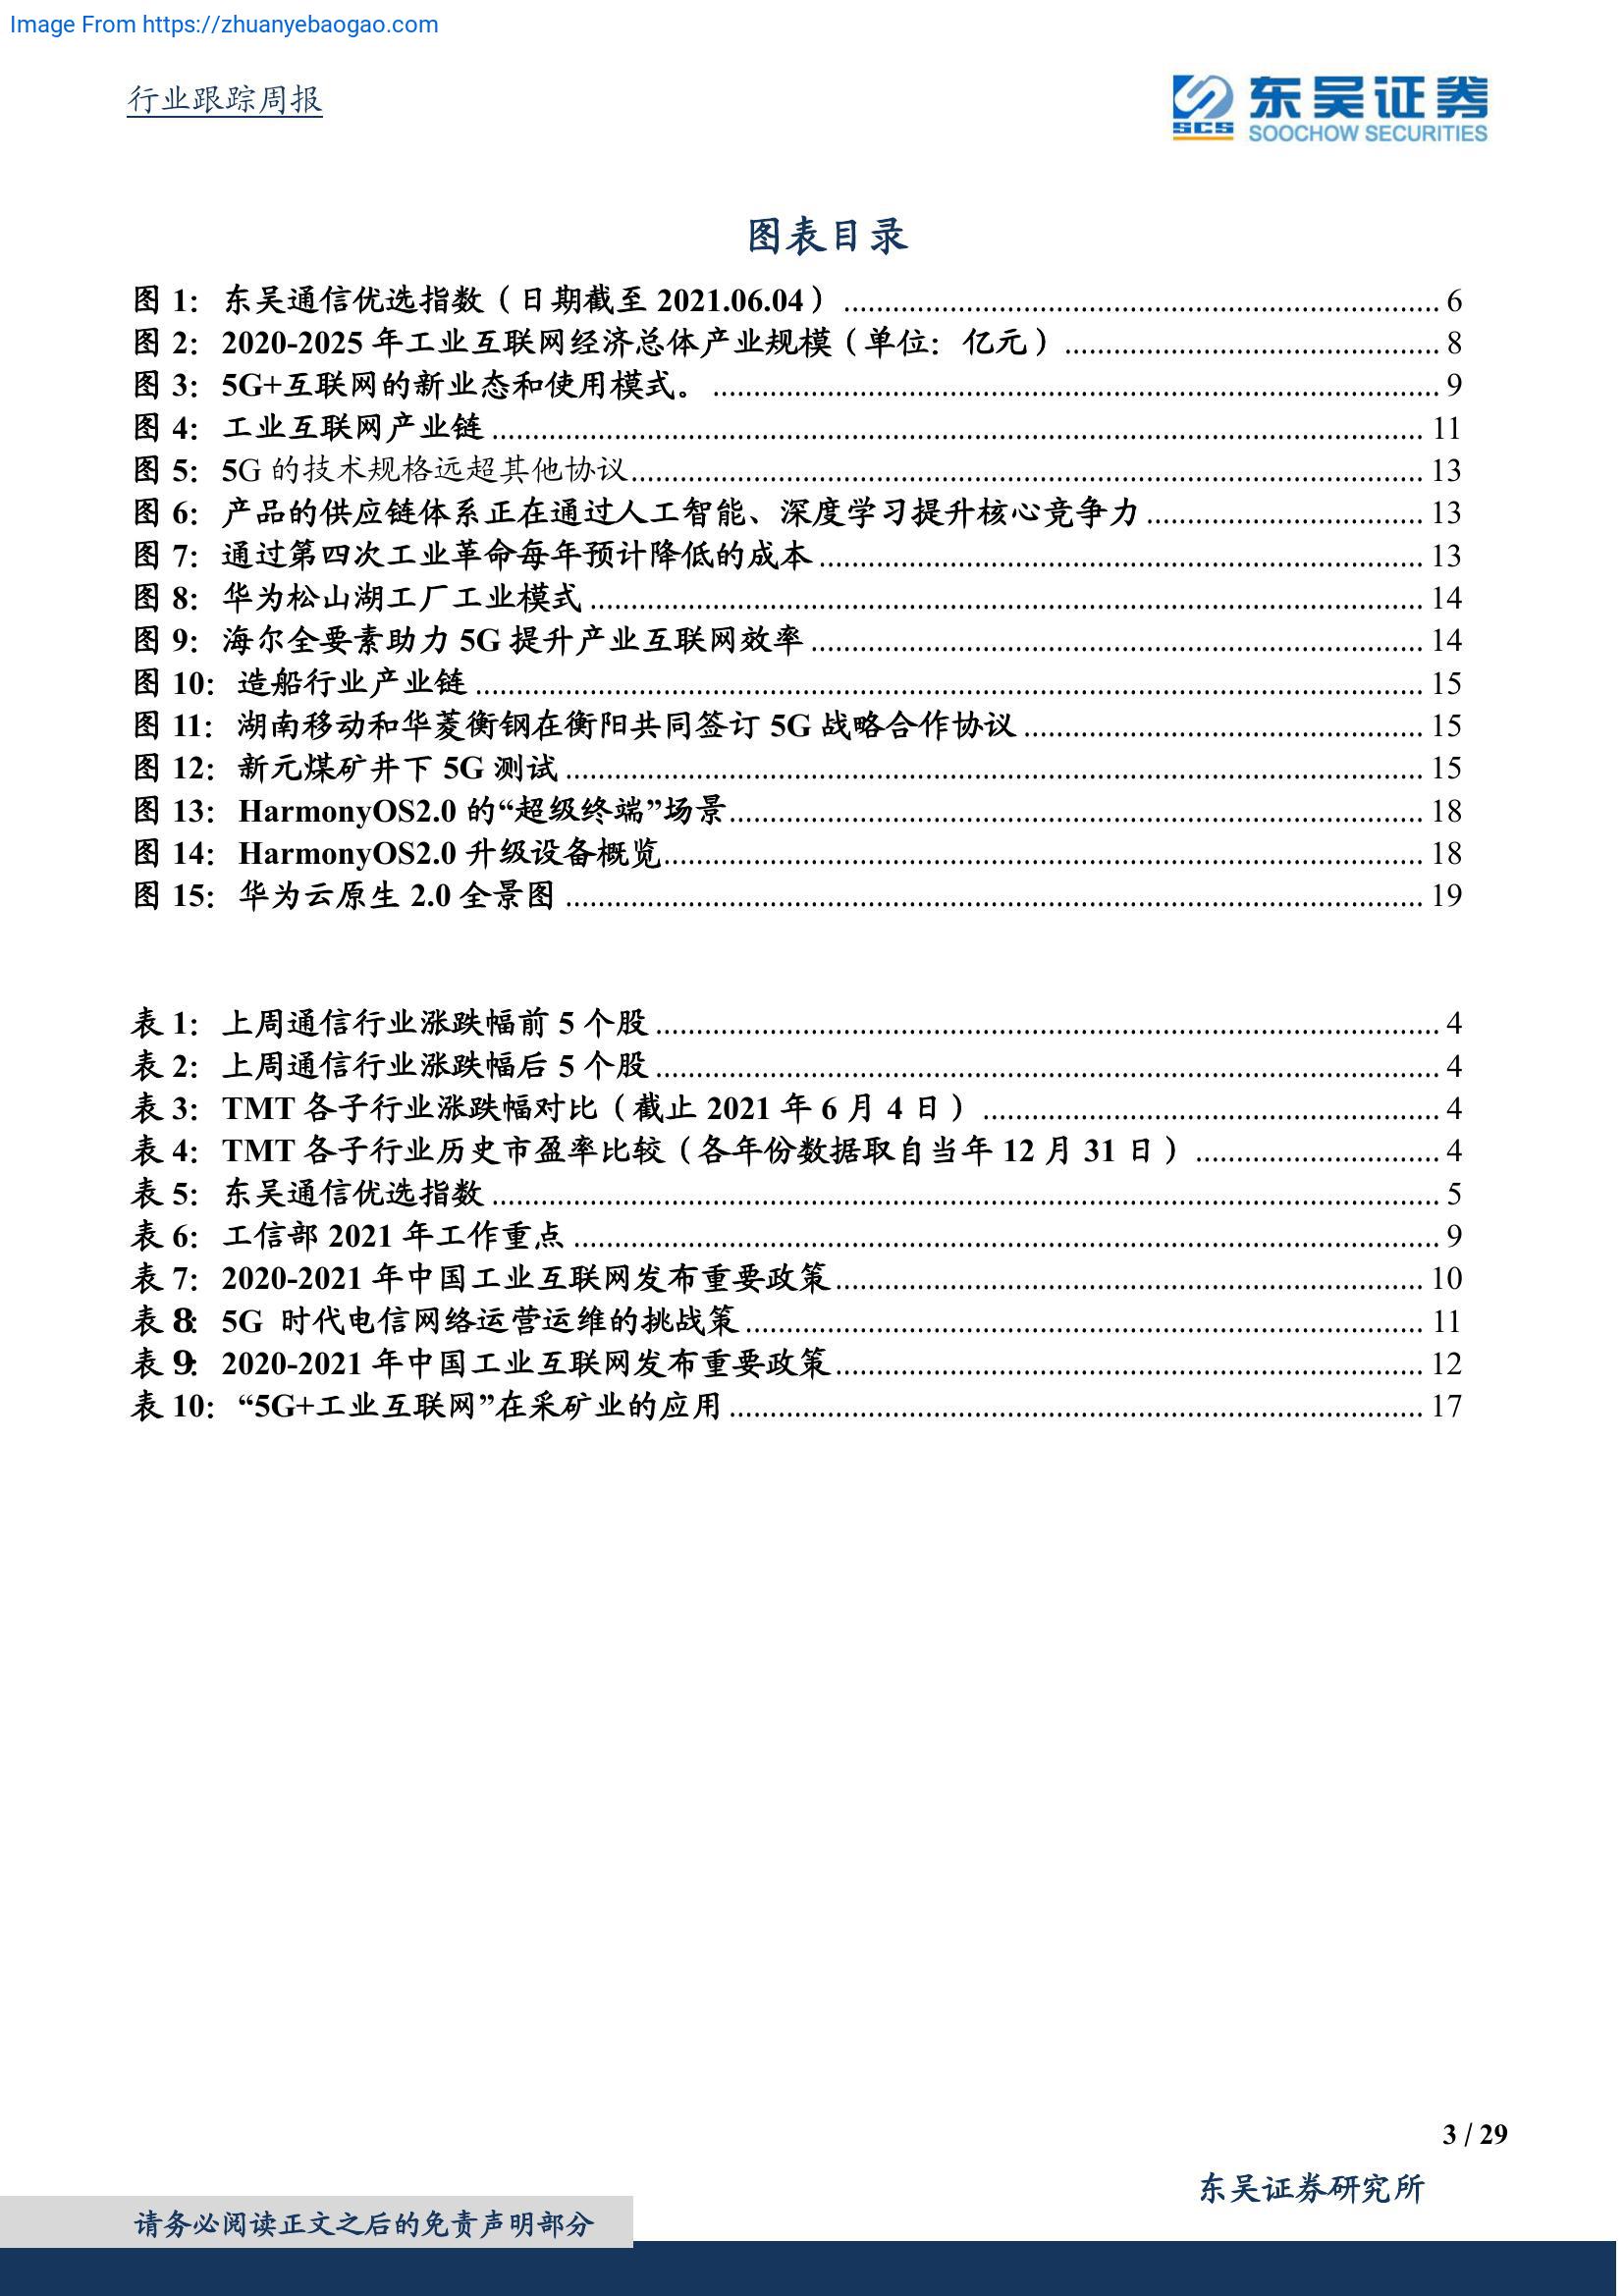 Image From https://zhuanyebaogao.com
行业跟踪周报
SCS 东吴证券
SOOCHOW SECURITIES
图表目录
图 1： 东吴通信优选指数（日期截至 2021.06.04） 6
图 2： 2020-2025 年工业互联网经济总体产业规模（单位：亿元） 8
图 3： 5G+互联网的新业态和使用模式。 9
图 4： 工业互联网产业链 11
图 5： 5G 的技术规格远超其他协议 13
图 6： 产品的供应链体系正在通过人工智能、深度学习提升核心竞争力 13
图 7： 通过第四次工业革命每年预计降低的成本 13
图 8： 华为松山湖工厂工业模式 14
图 9： 海尔全要素助力 5G 提升产业互联网效率 14
图 10： 造船行业产业链 15
图 11： 湖南移动和华菱衡钢在衡阳共同签订 5G 战略合作协议 15
图 12： 新元煤矿井下 5G 测试 15
图 13： HarmonyOS2.0 的“超级终端”场景 18
图 14： HarmonyOS2.0 升级设备概览 18
图 15： 华为云原生 2.0 全景图 19
表 1： 上周通信行业涨跌幅前 5 个股 4
表 2： 上周通信行业涨跌幅后 5 个股 4
表 3： TMT 各子行业涨跌幅对比（截止 2021 年 6 月 4 日） 4
表 4： TMT 各子行业历史市盈率比较（各年份数据取自当年 12 月 31 日） 4
表 5： 东吴通信优选指数 5
表 6： 工信部 2021 年工作重点 9
表 7： 2020-2021 年中国工业互联网发布重要政策 10
表 8： 5G 时代电信网络运营运维的挑战策 11
表 9： 2020-2021 年中国工业互联网发布重要政策 12
表 10： “5G+工业互联网”在采矿业的应用 17
3 / 29
东吴证券研究所
请务必阅读正文之后的免责声明部分